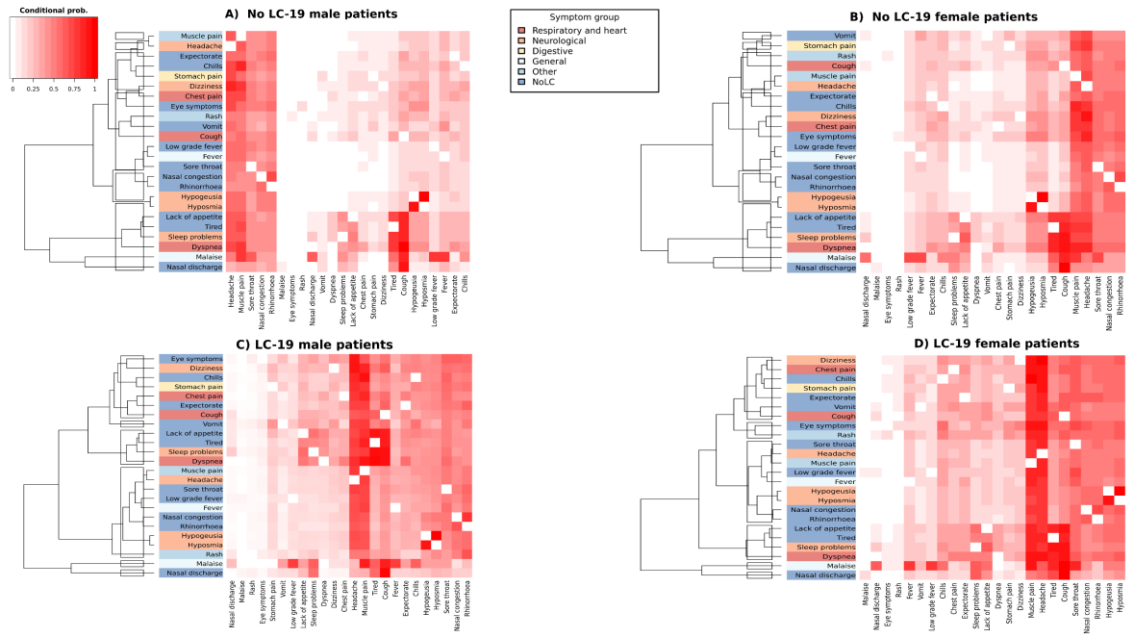 Conditional prob.
0 0.25 0.5 0.75 1
A) No LC-19 male patients
Muscle pain
Headache
Expectorate
Chills
Stomach pain
Dizziness
Chest pain
Eye symptoms
Rash
Vomit
Cough
Low grade fever
Fever
Sore throat
Nasal congestion
Rhinorrhoea
Hypogeusia
Hyposmia
Lack of appetite
Tired
Sleep problems
Dyspnea
Malaise
Nasal discharge
Headache
Muscle pain
Sore throat
Nasal congestion
Rhinorrhoea
Malaise
Eye symptoms
Rash
Nasal discharge
Vomit
Dyspnea
Sleep problems
Lack of appetite
Chest pain
Stomach pain
Dizziness
Tired
Cough
Hypogeusia
Hyposmia
Low grade fever
Fever
Expectorate
Chills
Symptom group
Respiratory and heart
Neurological
Digestive
General
Other
NoLC
B) No LC-19 female patients
Vomit
Stomach pain
Rash
Cough
Muscle pain
Headache
Expectorate
Chills
Dizziness
Chest pain
Eye symptoms
Low grade fever
Fever
Sore throat
Nasal congestion
Rhinorrhoea
Hypogeusia
Hyposmia
Lack of appetite
Tired
Sleep problems
Dyspnea
Malaise
Nasal discharge
Nasal discharge
Malaise
Eye symptoms
Rash
Low grade fever
Fever
Expectorate
Chills
Sleep problems
Lack of appetite
Dyspnea
Vomit
Chest pain
Stomach pain
Dizziness
Hypogeusia
Hyposmia
Tired
Cough
Muscle pain
Headache
Sore throat
Nasal congestion
Rhinorrhoea
C) LC-19 male patients
Eye symptoms
Dizziness
Chills
Stomach pain
Chest pain
Expectorate
Cough
Vomit
Lack of appetite
Tired
Sleep problems
Dyspnea
Muscle pain
Headache
Sore throat
Low grade fever
Fever
Nasal congestion
Rhinorrhoea
Hypogeusia
Hyposmia
Rash
Malaise
Nasal discharge
Nasal discharge
Malaise
Rash
Eye symptoms
Stomach pain
Vomit
Low grade fever
Lack of appetite
Sleep problems
Dyspnea
Dizziness
Chest pain
Headache
Muscle pain
Tired
Cough
Fever
Expectorate
Chills
Hypogeusia
Hyposmia
Sore throat
Nasal congestion
Rhinorrhoea
D) LC-19 female patients
Dizziness
Chest pain
Chills
Stomach pain
Expectorate
Vomit
Cough
Eye symptoms
Rash
Sore throat
Headache
Muscle pain
Low grade fever
Fever
Hypogeusia
Hyposmia
Nasal congestion
Rhinorrhoea
Lack of appetite
Tired
Sleep problems
Dyspnea
Malaise
Nasal discharge
Malaise
Nasal discharge
Eye symptoms
Rash
Fever
Vomit
Low grade fever
Chills
Chest pain
Expectorate
Sleep problems
Lack of appetite
Dyspnea
Stomach pain
Dizziness
Muscle pain
Headache
Tired
Cough
Sore throat
Nasal congestion
Rhinorrhoea
Hypogeusia
Hyposmia